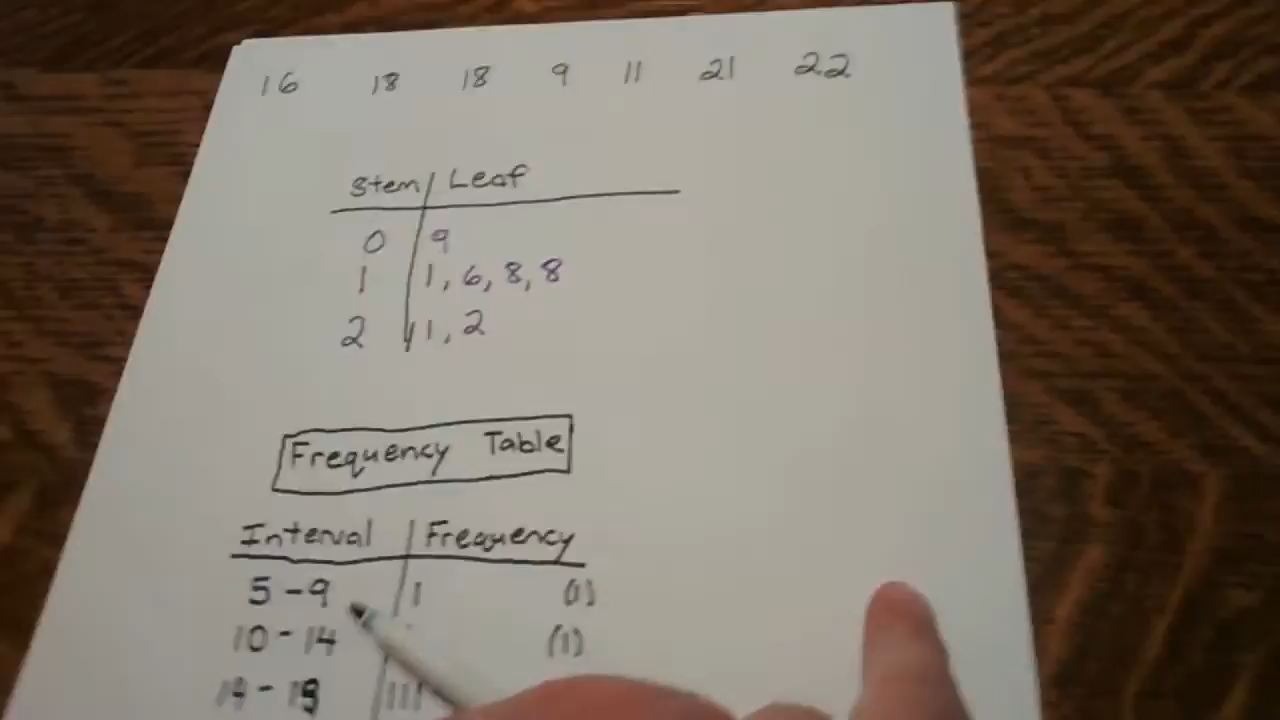 16 18 18 9 11 21 22
Stem / Leaf
0 9
1 1, 6, 8, 8
2 1, 2
Frequency Table
Interval | Frequency
5 - 9 | (1)
10 - 14 (1)
- |||